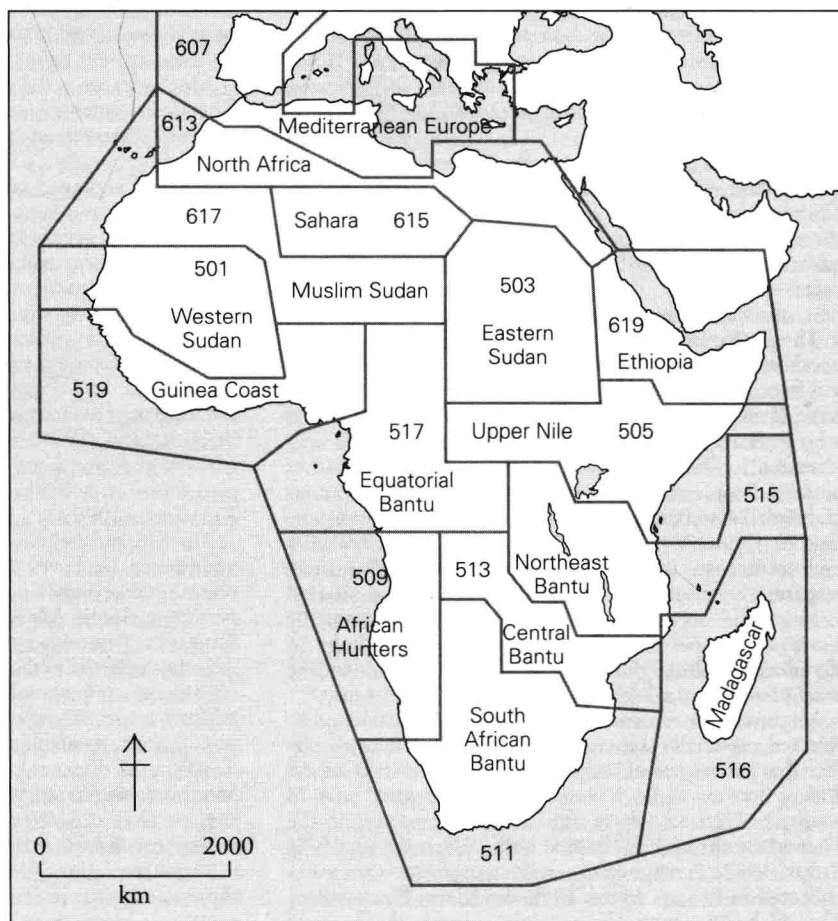 607
613
Mediterranean Europe
North Africa
617
Sahara
615
501
Muslim Sudan
503
Western
Sudan
Eastern
Sudan
619
Ethiopia
519
Guinea Coast
517
Upper Nile
505
Equatorial
Bantu
515
509
513
Northeast
Bantu
African
Hunters
Central
Bantu
Madagascar
South
African
Bantu
516
511
0
2000
km